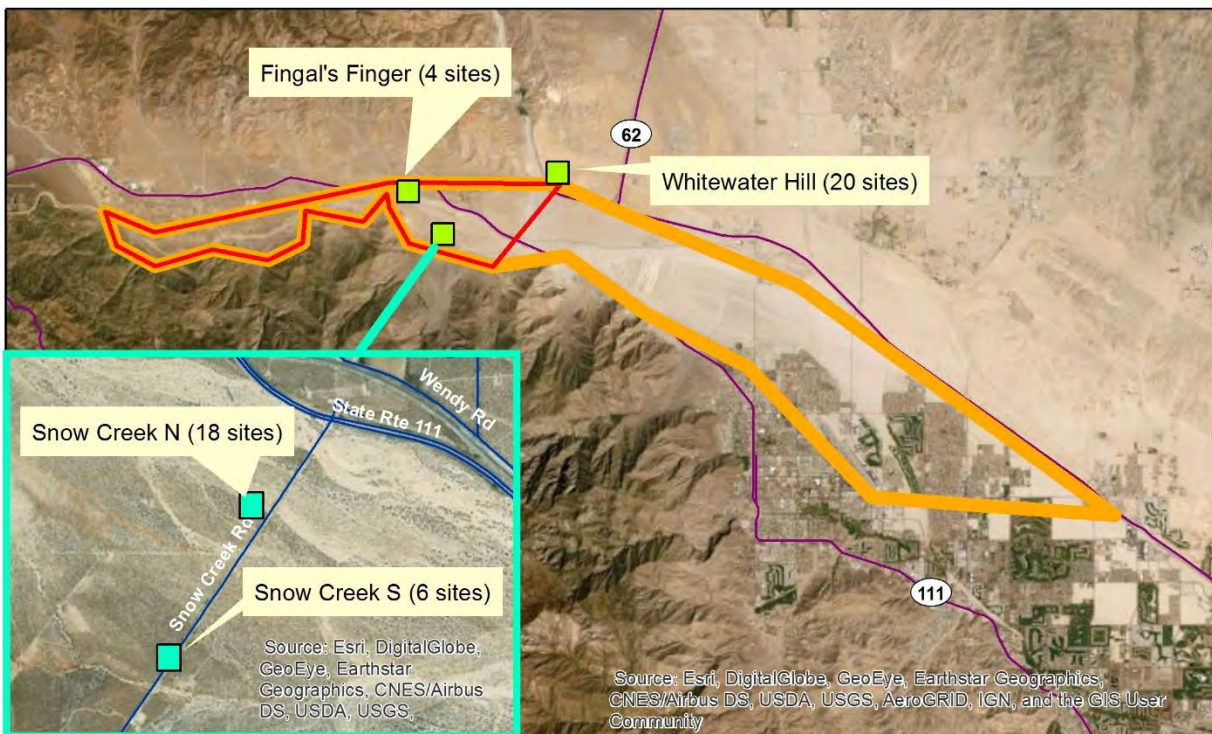 Fingal's Finger (4 sites)
62
Whitewater Hill (20 sites)
Wendy Rd
State Rte 111
Snow Creek N (18 sites)
Snow Creek Rd
Snow Creek S (6 sites)
111
Source: Esri, DigitalGlobe,
GeoEye, Earthstar
Geographics, CNES/Airbus
DS, USDA, USGS,
Source: Esri, DigitalGlobe, GeoEye, Earthstar Geographics,
CNES/Airbus DS, USDA, USGS, AeroGRID, IGN, and the GIS User
Community